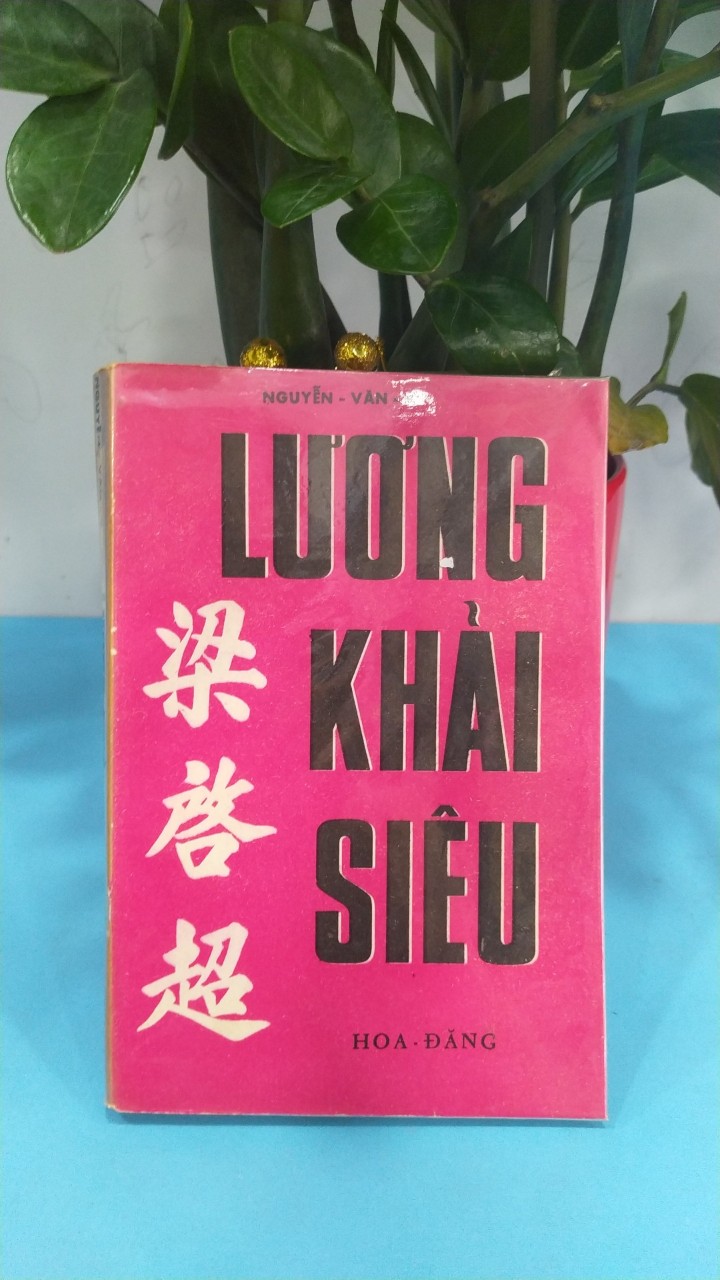 NGUYỄN - VĂN -
LƯƠNG
KHẢI
SIÊU
梁
啓
超
HOA · ĐĂNG